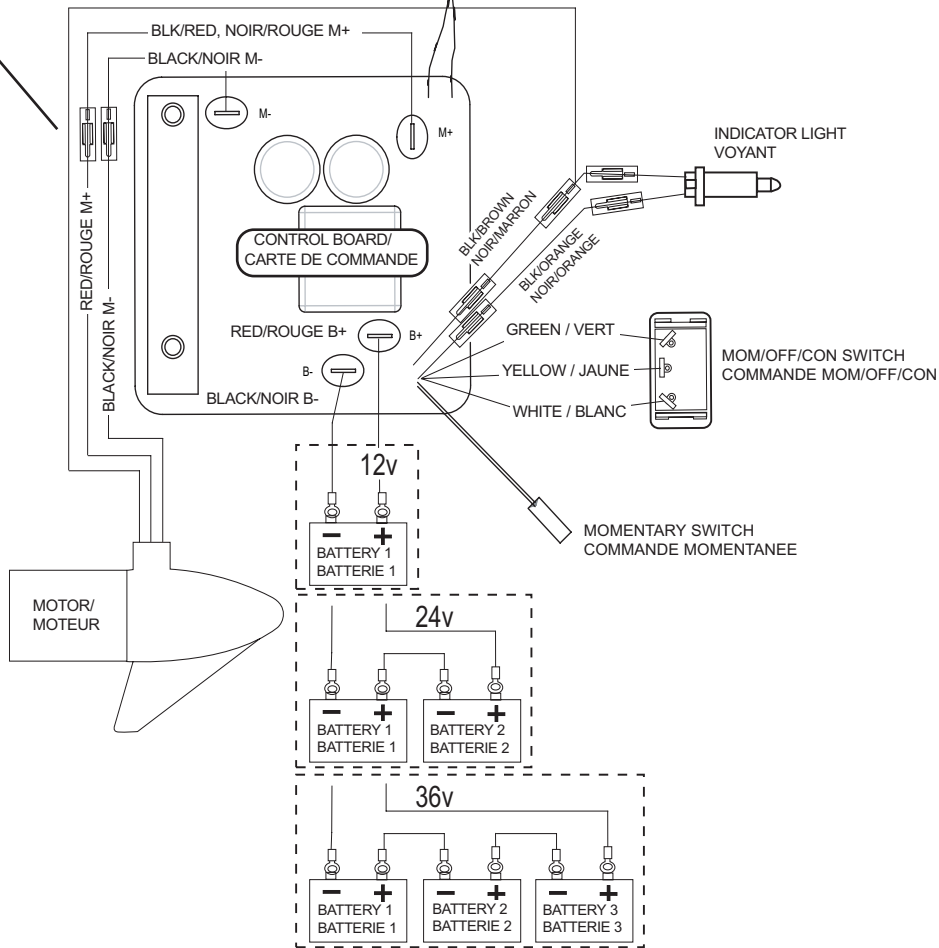 BLK/RED, NOIR/ROUGE M+
BLACK/NOIR M-
M-
M+
INDICATOR LIGHT
VOYANT
RED/ROUGE M+
BLACK/NOIR M-
BLK/BROWN
NOIR/MARRON
BLK/ORANGE
NOIR/ORANGE
CONTROL BOARD/
CARTE DE COMMANDE
RED/ROUGE B+
B+
B-
BLACK/NOIR B-
GREEN / VERT
YELLOW / JAUNE
WHITE / BLANC
MOM/OFF/CON SWITCH
COMMANDE MOM/OFF/CON
MOMENTARY SWITCH
COMMANDE MOMENTANEE
MOTOR/
MOTEUR
12v
− +
BATTERY 1
BATTERIE 1
24v
− +
BATTERY 1
BATTERIE 1
− +
BATTERY 2
BATTERIE 2
36v
− +
BATTERY 1
BATTERIE 1
− +
BATTERY 2
BATTERIE 2
− +
BATTERY 3
BATTERIE 3